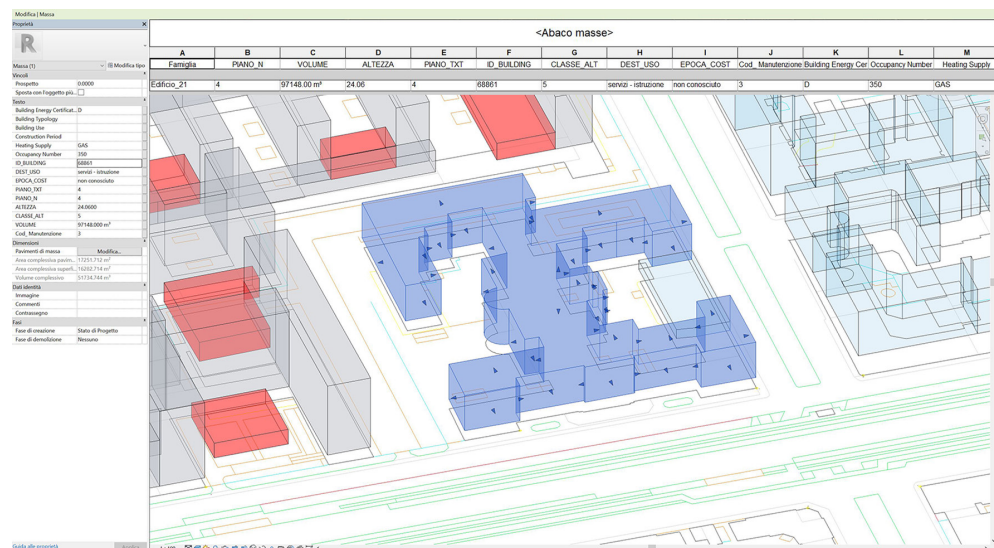 Modifica | Massa
Proprietà
R
Massa (1)
Modifica tipo
Vincoli
Prospetto 0.0000
Sposta con l'oggetto più...
Testo
Building Energy Certificat... D
Building Typology
Building Use
Construction Period
Heating Supply GAS
Occupancy Number 350
ID_BUILDING 68861
DEST_USO servizi - istruzione
EPOCA_COST non conosciuto
PIANO_TXT 4
PIANO_N 4
ALTEZZA 24.0600
CLASSE_ALT 5
VOLUME 97148.000 m³
Cod_ Manutenzione 3
Dimensioni
Pavimenti di massa Modifica...
Area complessiva pavim... 17251.712 m²
Area complessiva superfi... 16202.714 m²
Volume complessivo 51734.744 m³
Dati identità
Immagine
Commenti
Contrassegno
Fasi
Fase di creazione Stato di Progetto
Fase di demolizione Nessuno
Guida alle proprietà
<Abaco masse>
A B C D E F G H I J K L M
Famiglia PIANO_N VOLUME ALTEZZA PIANO_TXT ID_BUILDING CLASSE_ALT DEST_USO EPOCA_COST Cod_Manutenzione Building Energy Cer Occupancy Number Heating Supply
Edificio_21 4 97148.00 m³ 24.06 4 68861 5 servizi - istruzione non conosciuto 3 D 350 GAS